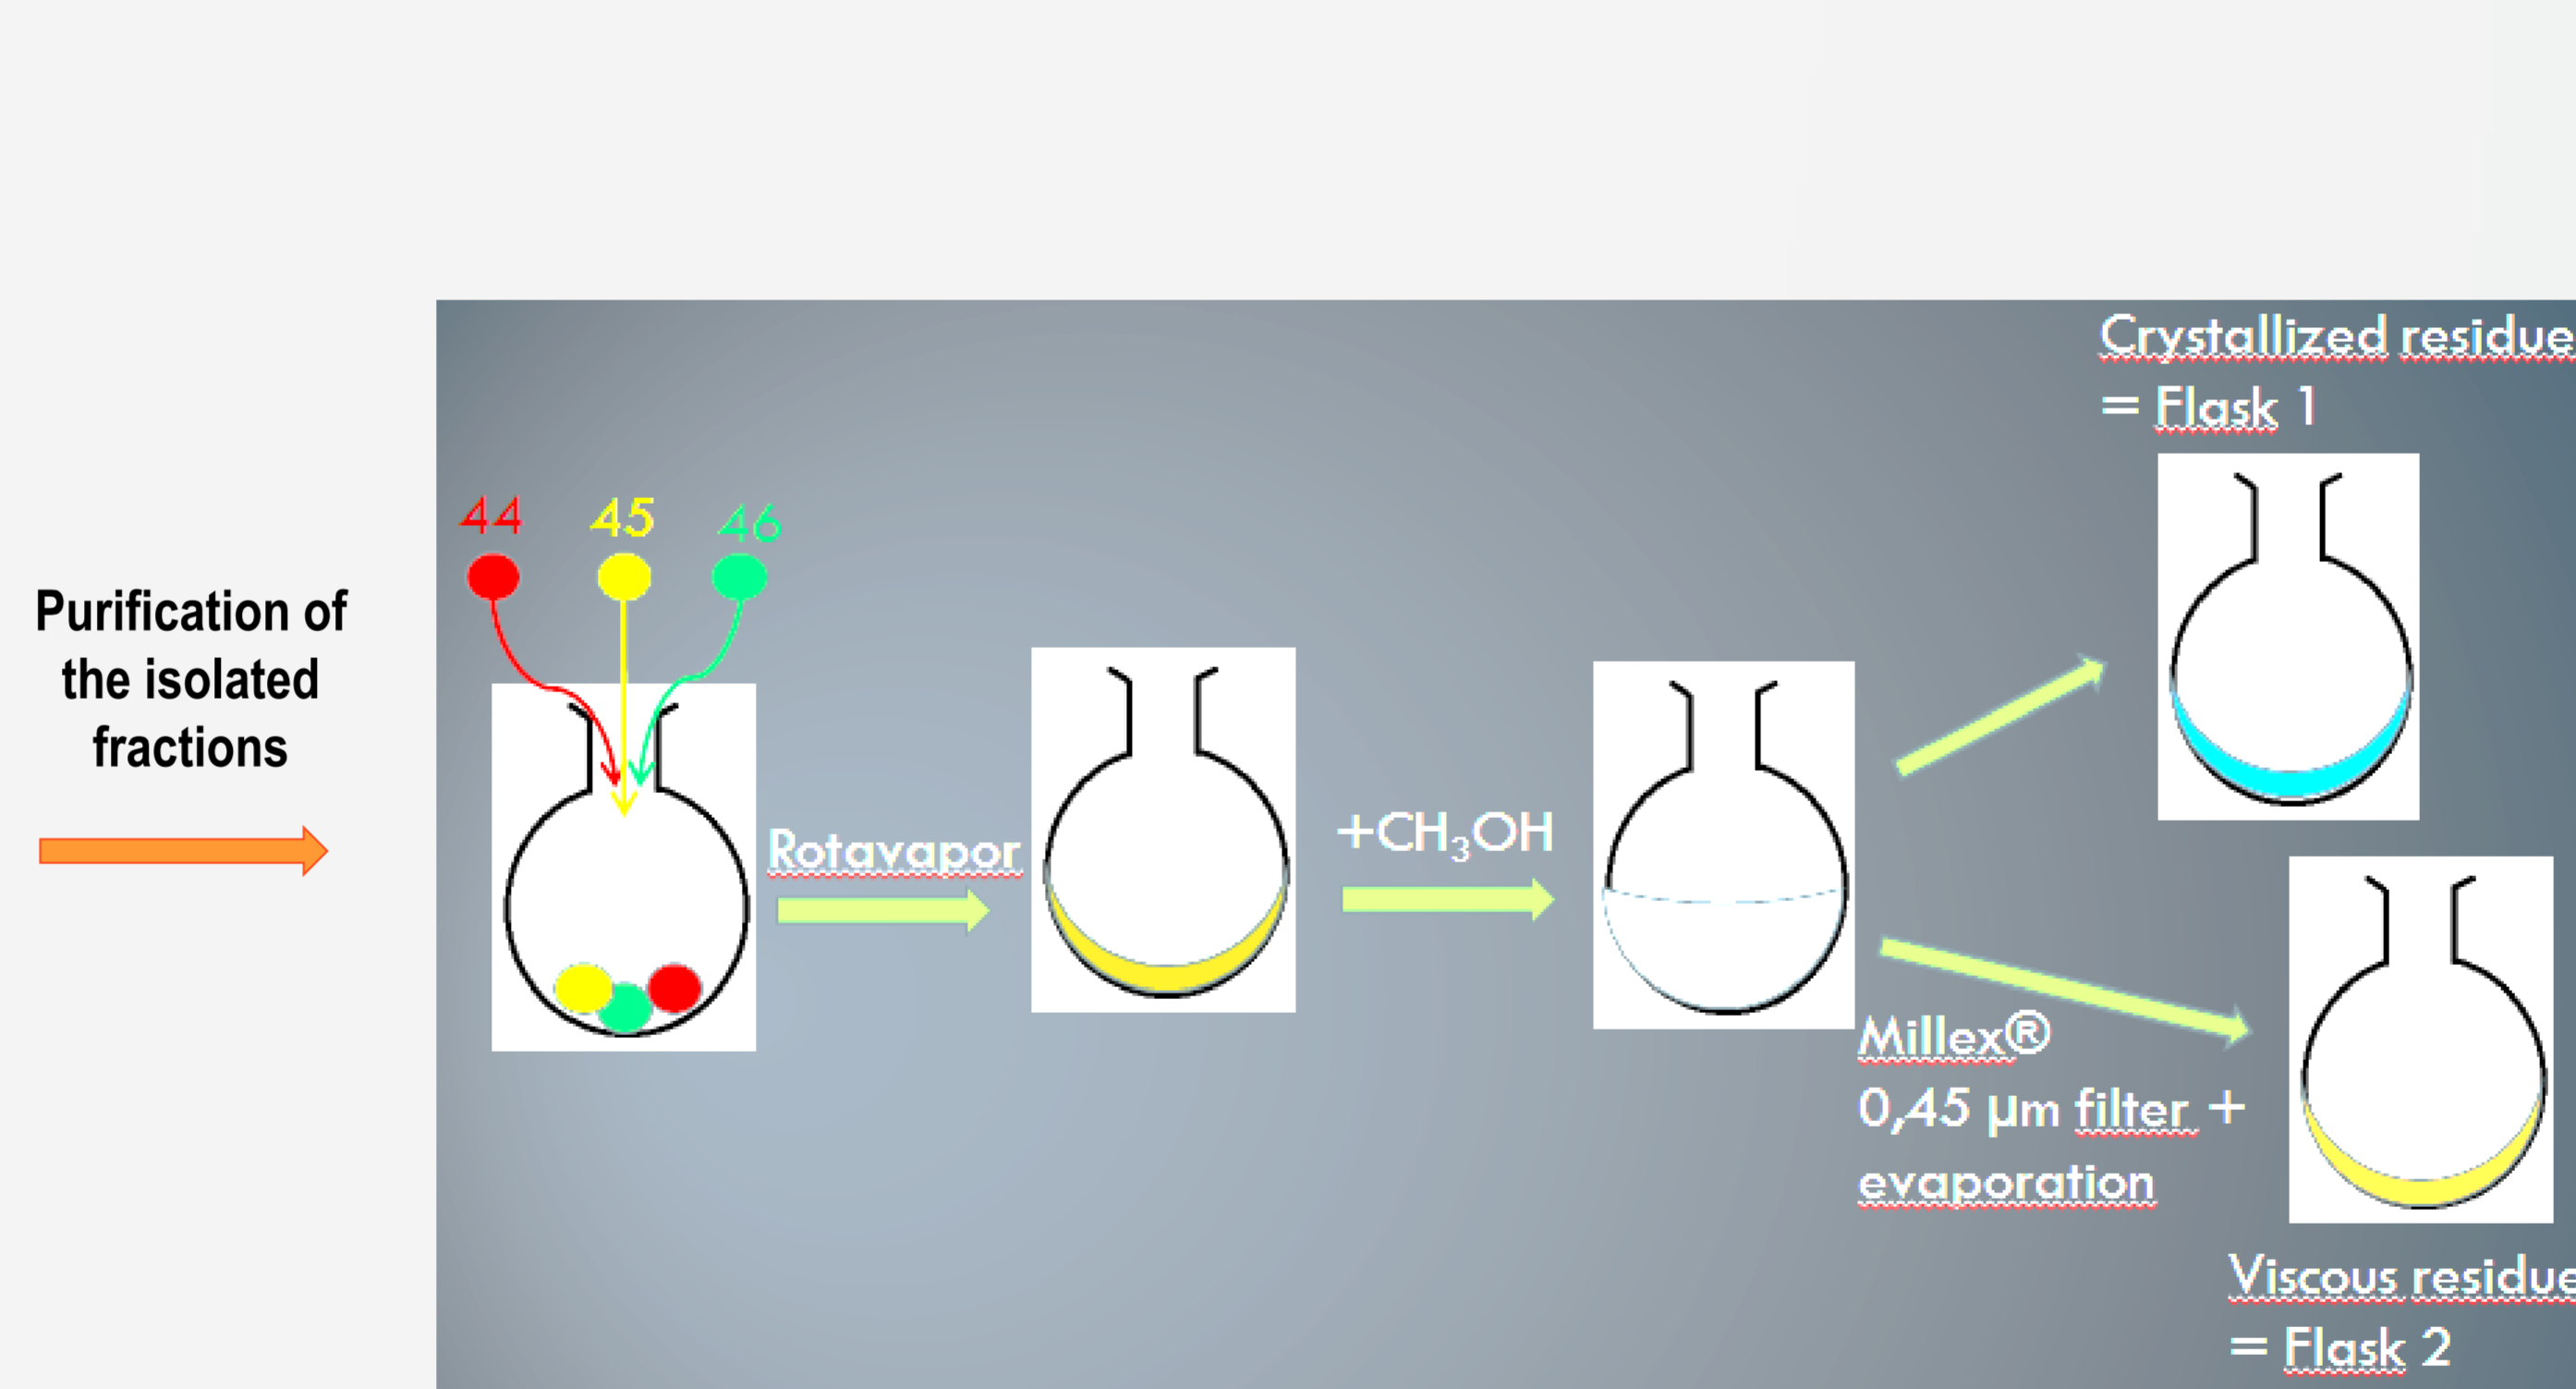 Purification of
the isolated
fractions
44 45 46
Rotavapor
+CH₃OH
Crystallized residue
= Flask 1
Millex®
0,45 µm filter +
evaporation
Viscous residue
= Flask 2